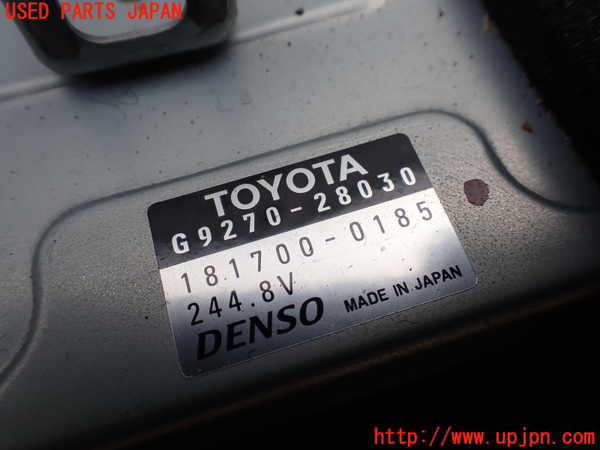 USED PARTS JAPAN
TOYOTA
G9270-28030
181700-0185
244.8V
DENSO MADE IN JAPAN
http://www.upjpn.com/